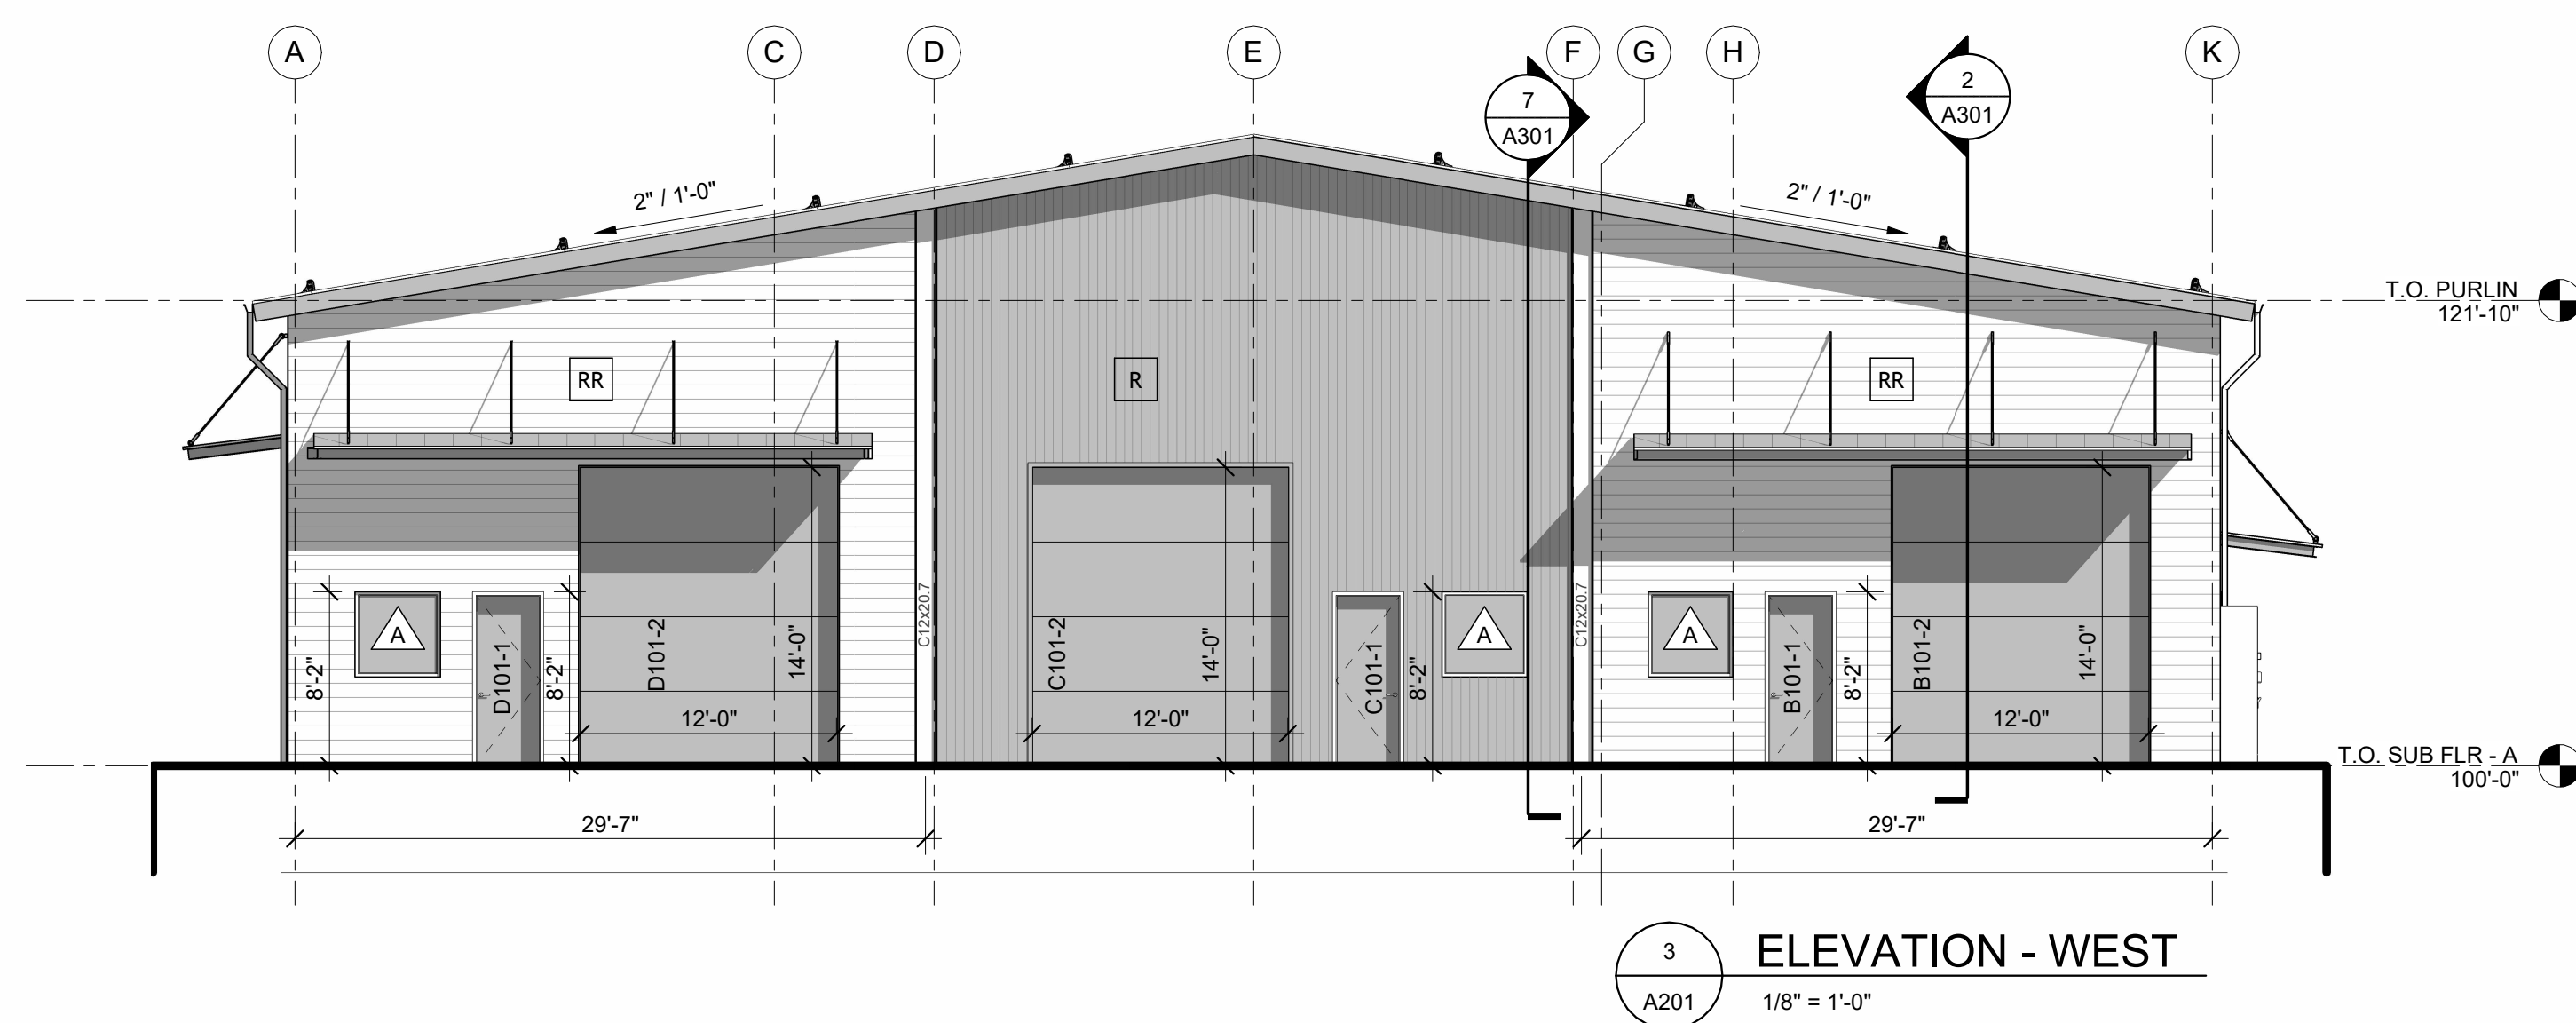 A C D E F G H K
7
A301
2
A301
2" / 1'-0"
2" / 1'-0"
T.O. PURLIN
121'-10"
RR
R
RR
A
A
A
8'-2"
D101-1
8'-2"
D101-2
14'-0"
12'-0"
C12x20.7
C101-2
14'-0"
12'-0"
C101-1
8'-2"
C12x20.7
B101-1
8'-2"
B101-2
14'-0"
12'-0"
T.O. SUB FLR - A
100'-0"
29'-7"
29'-7"
3
A201
ELEVATION - WEST
1/8" = 1'-0"